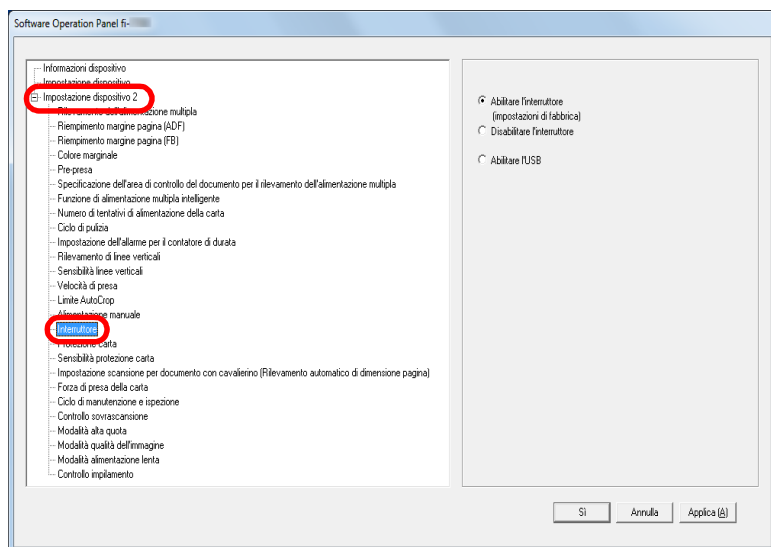 Software Operation Panel fi-
Informazioni dispositivo
Impostazione dispositivo
Impostazione dispositivo 2
Rilevamento dell'alimentazione multipla
Riempimento margine pagina (ADF)
Riempimento margine pagina (FB)
Colore marginale
Pre-presa
Specificazione dell'area di controllo del documento per il rilevamento dell'alimentazione multipla
Funzione di alimentazione multipla intelligente
Numero di tentativi di alimentazione della carta
Ciclo di pulizia
Impostazione dell'allarme per il contatore di durata
Rilevamento di linee verticali
Sensibilità linee verticali
Velocità di presa
Limite AutoCrop
Alimentazione manuale
Interruttore
Protezione carta
Sensibilità protezione carta
Impostazione scansione per documento con cavalierino (Rilevamento automatico di dimensione pagina)
Forza di presa della carta
Ciclo di manutenzione e ispezione
Controllo sovrascansione
Modalità alta quota
Modalità qualità dell'immagine
Modalità alimentazione lenta
Controllo impilamento
Abilitare l'interruttore
(impostazioni di fabbrica)
Disabilitare l'interruttore
Abilitare l'USB
Sì
Annulla
Applica (A)